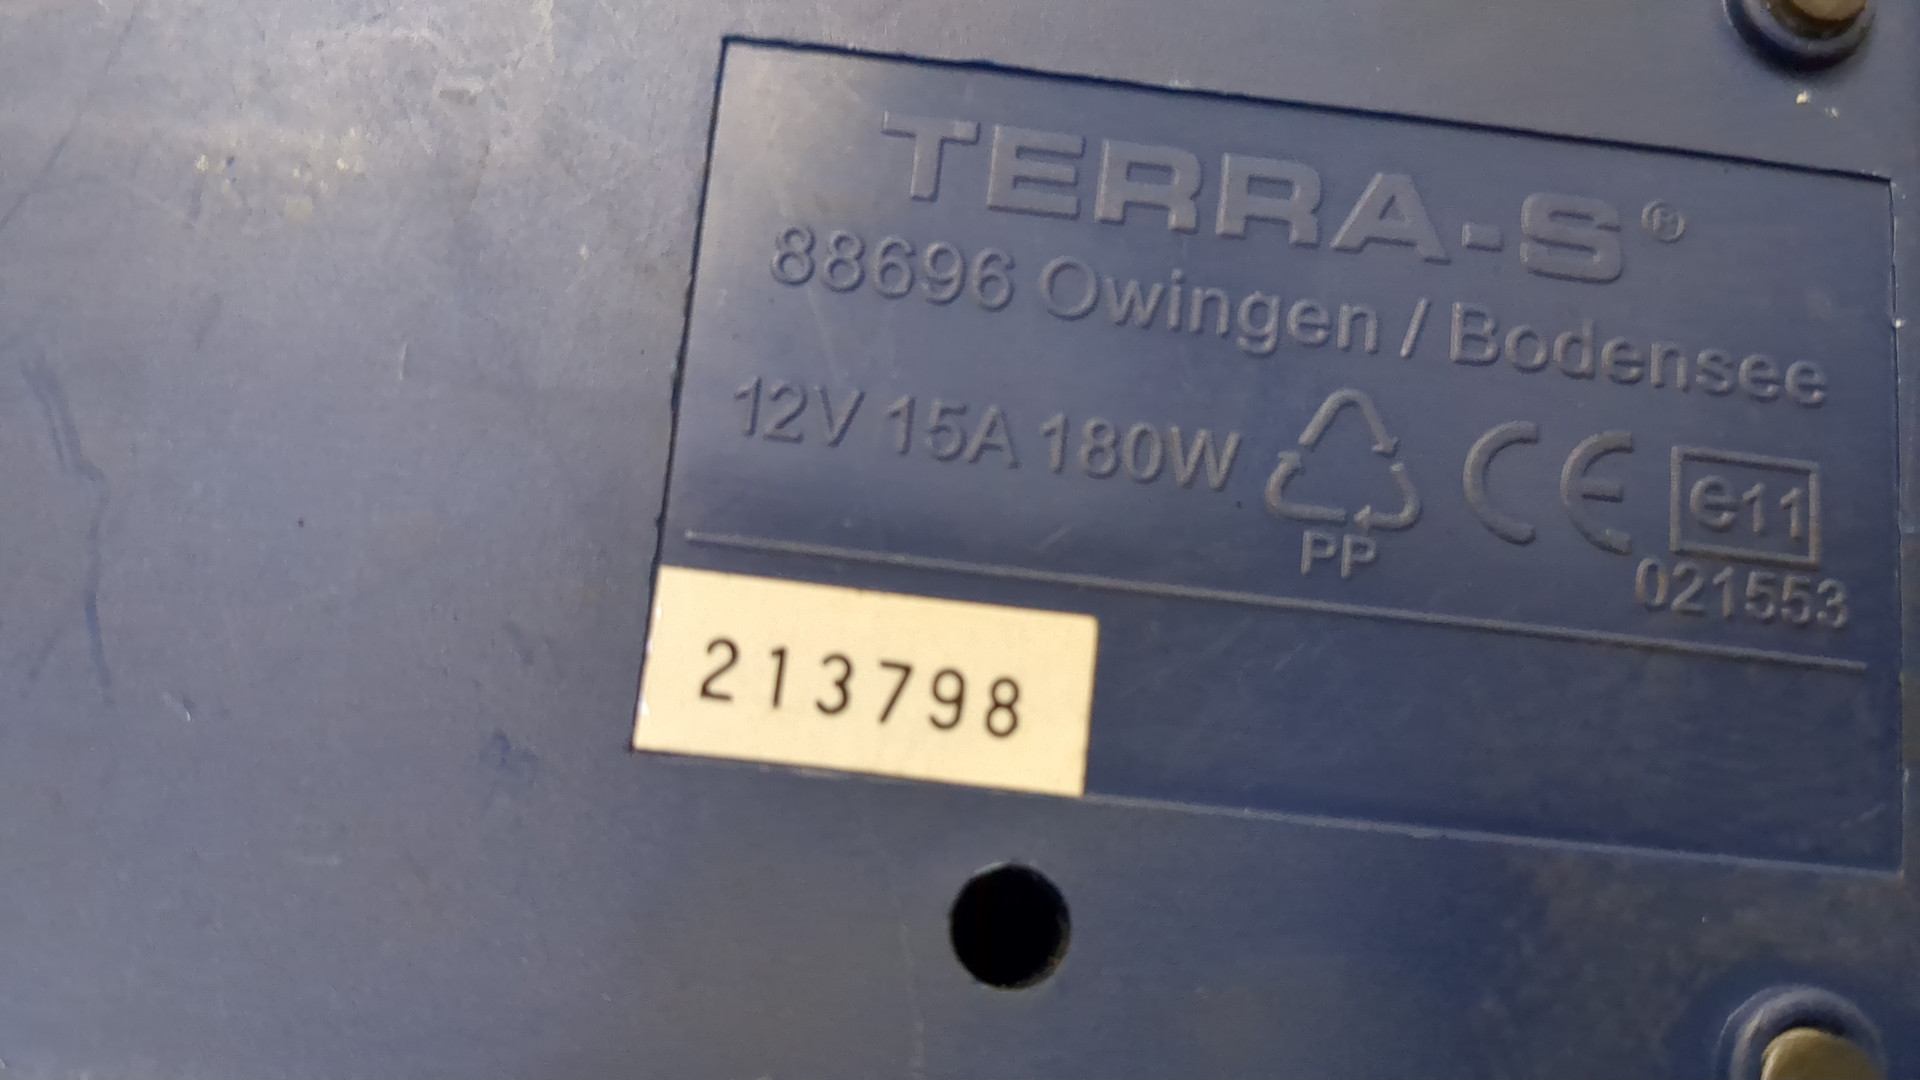 TERRA-S®
88696 Owingen / Bodensee
12V 15A 180W
PP
CE
e11
021553
213798